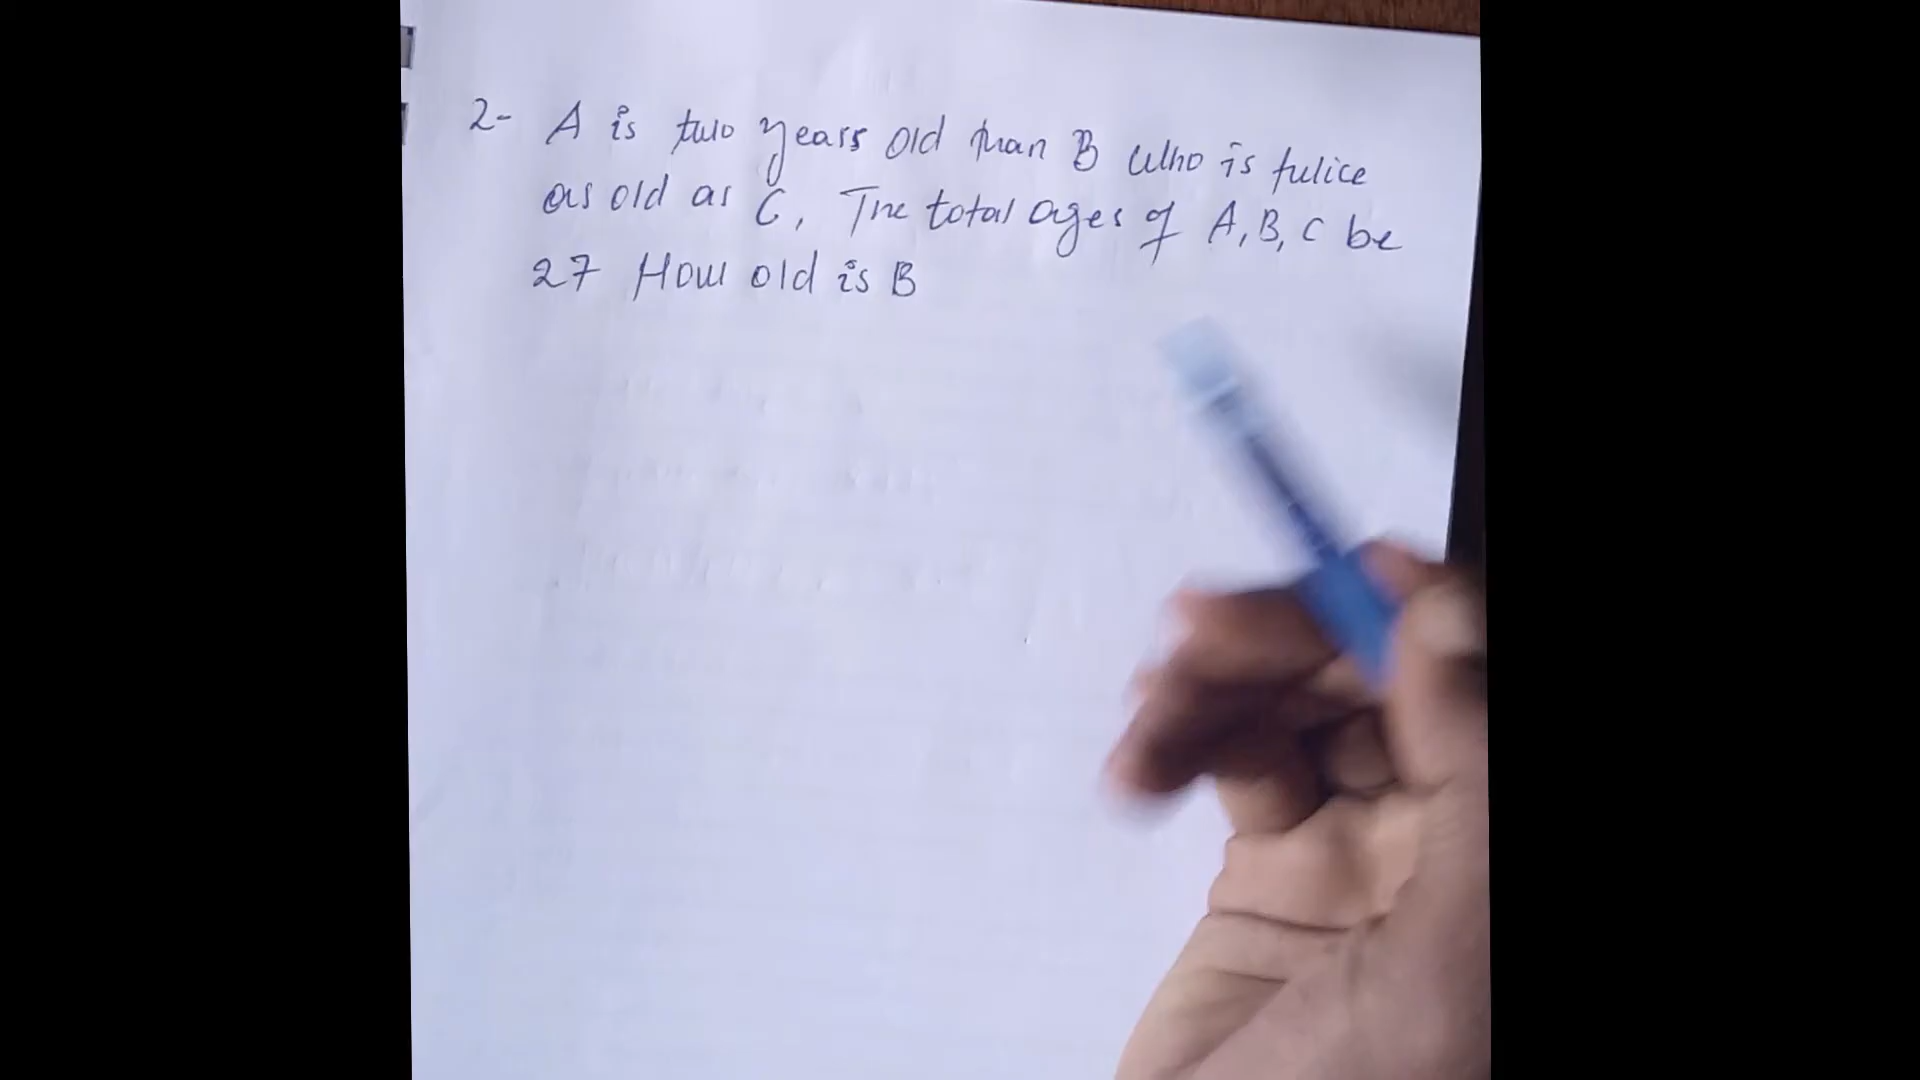 2- A is two years old than B who is twice
as old as C, The total ages of A, B, C be
27 How old is B